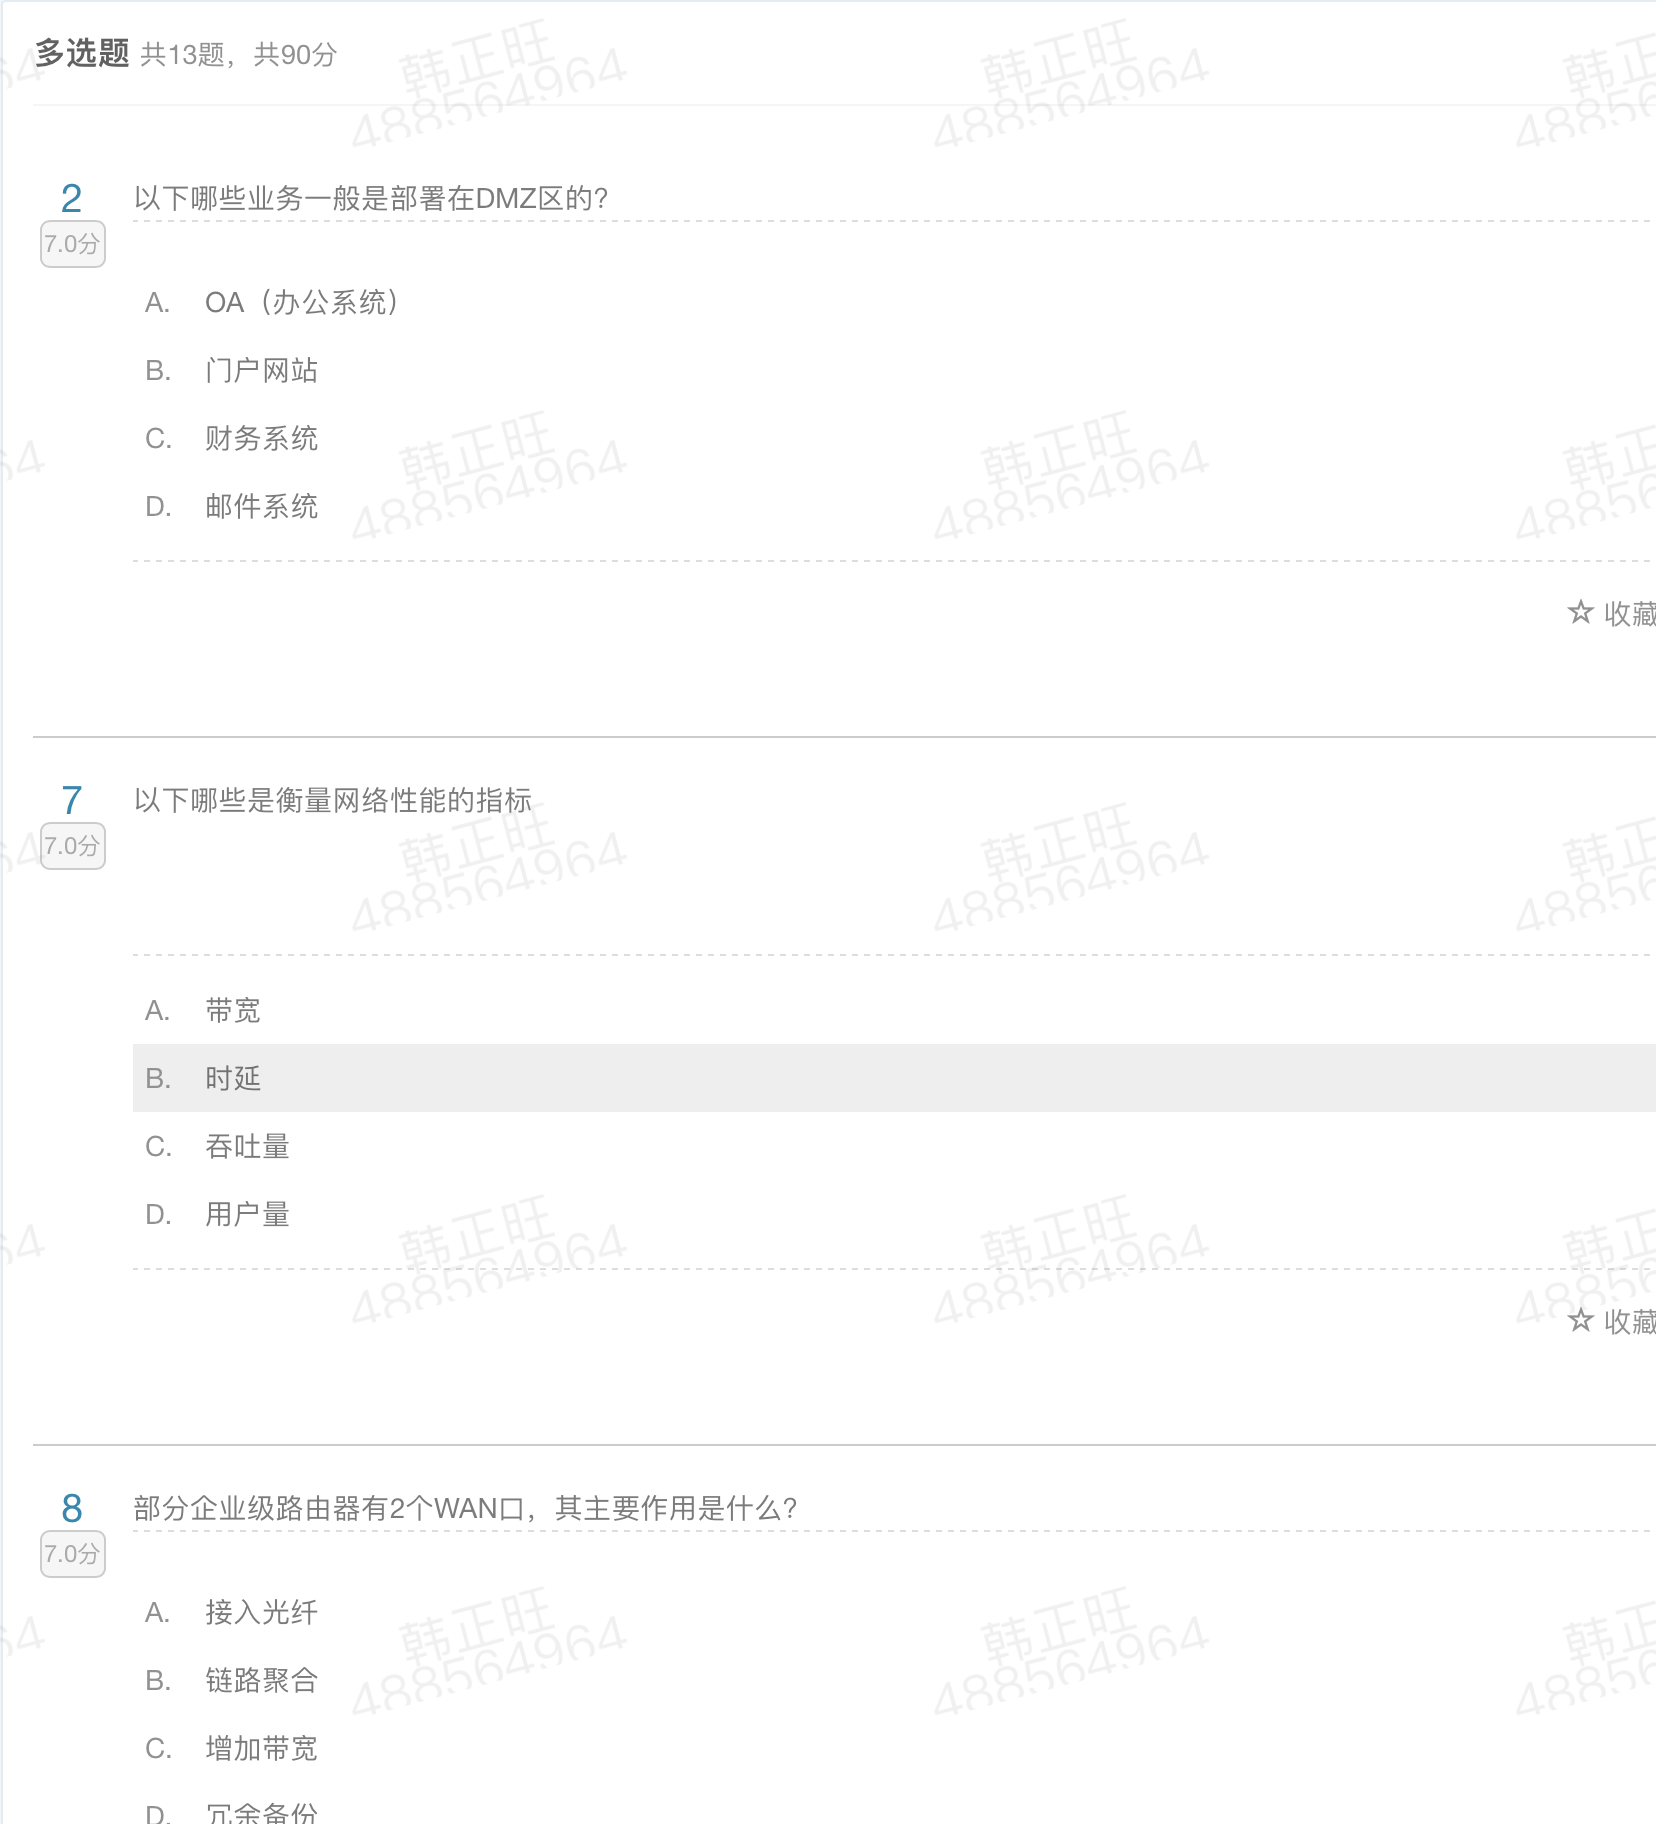 多选题 共13题，共90分
2 以下哪些业务一般是部署在DMZ区的？
7.0分
A. OA（办公系统）
B. 门户网站
C. 财务系统
D. 邮件系统
☆ 收藏
7 以下哪些是衡量网络性能的指标
7.0分
A. 带宽
B. 时延
C. 吞吐量
D. 用户量
☆ 收藏
8 部分企业级路由器有2个WAN口，其主要作用是什么？
7.0分
A. 接入光纤
B. 链路聚合
C. 增加带宽
D. 冗余备份
韩正旺
488564964